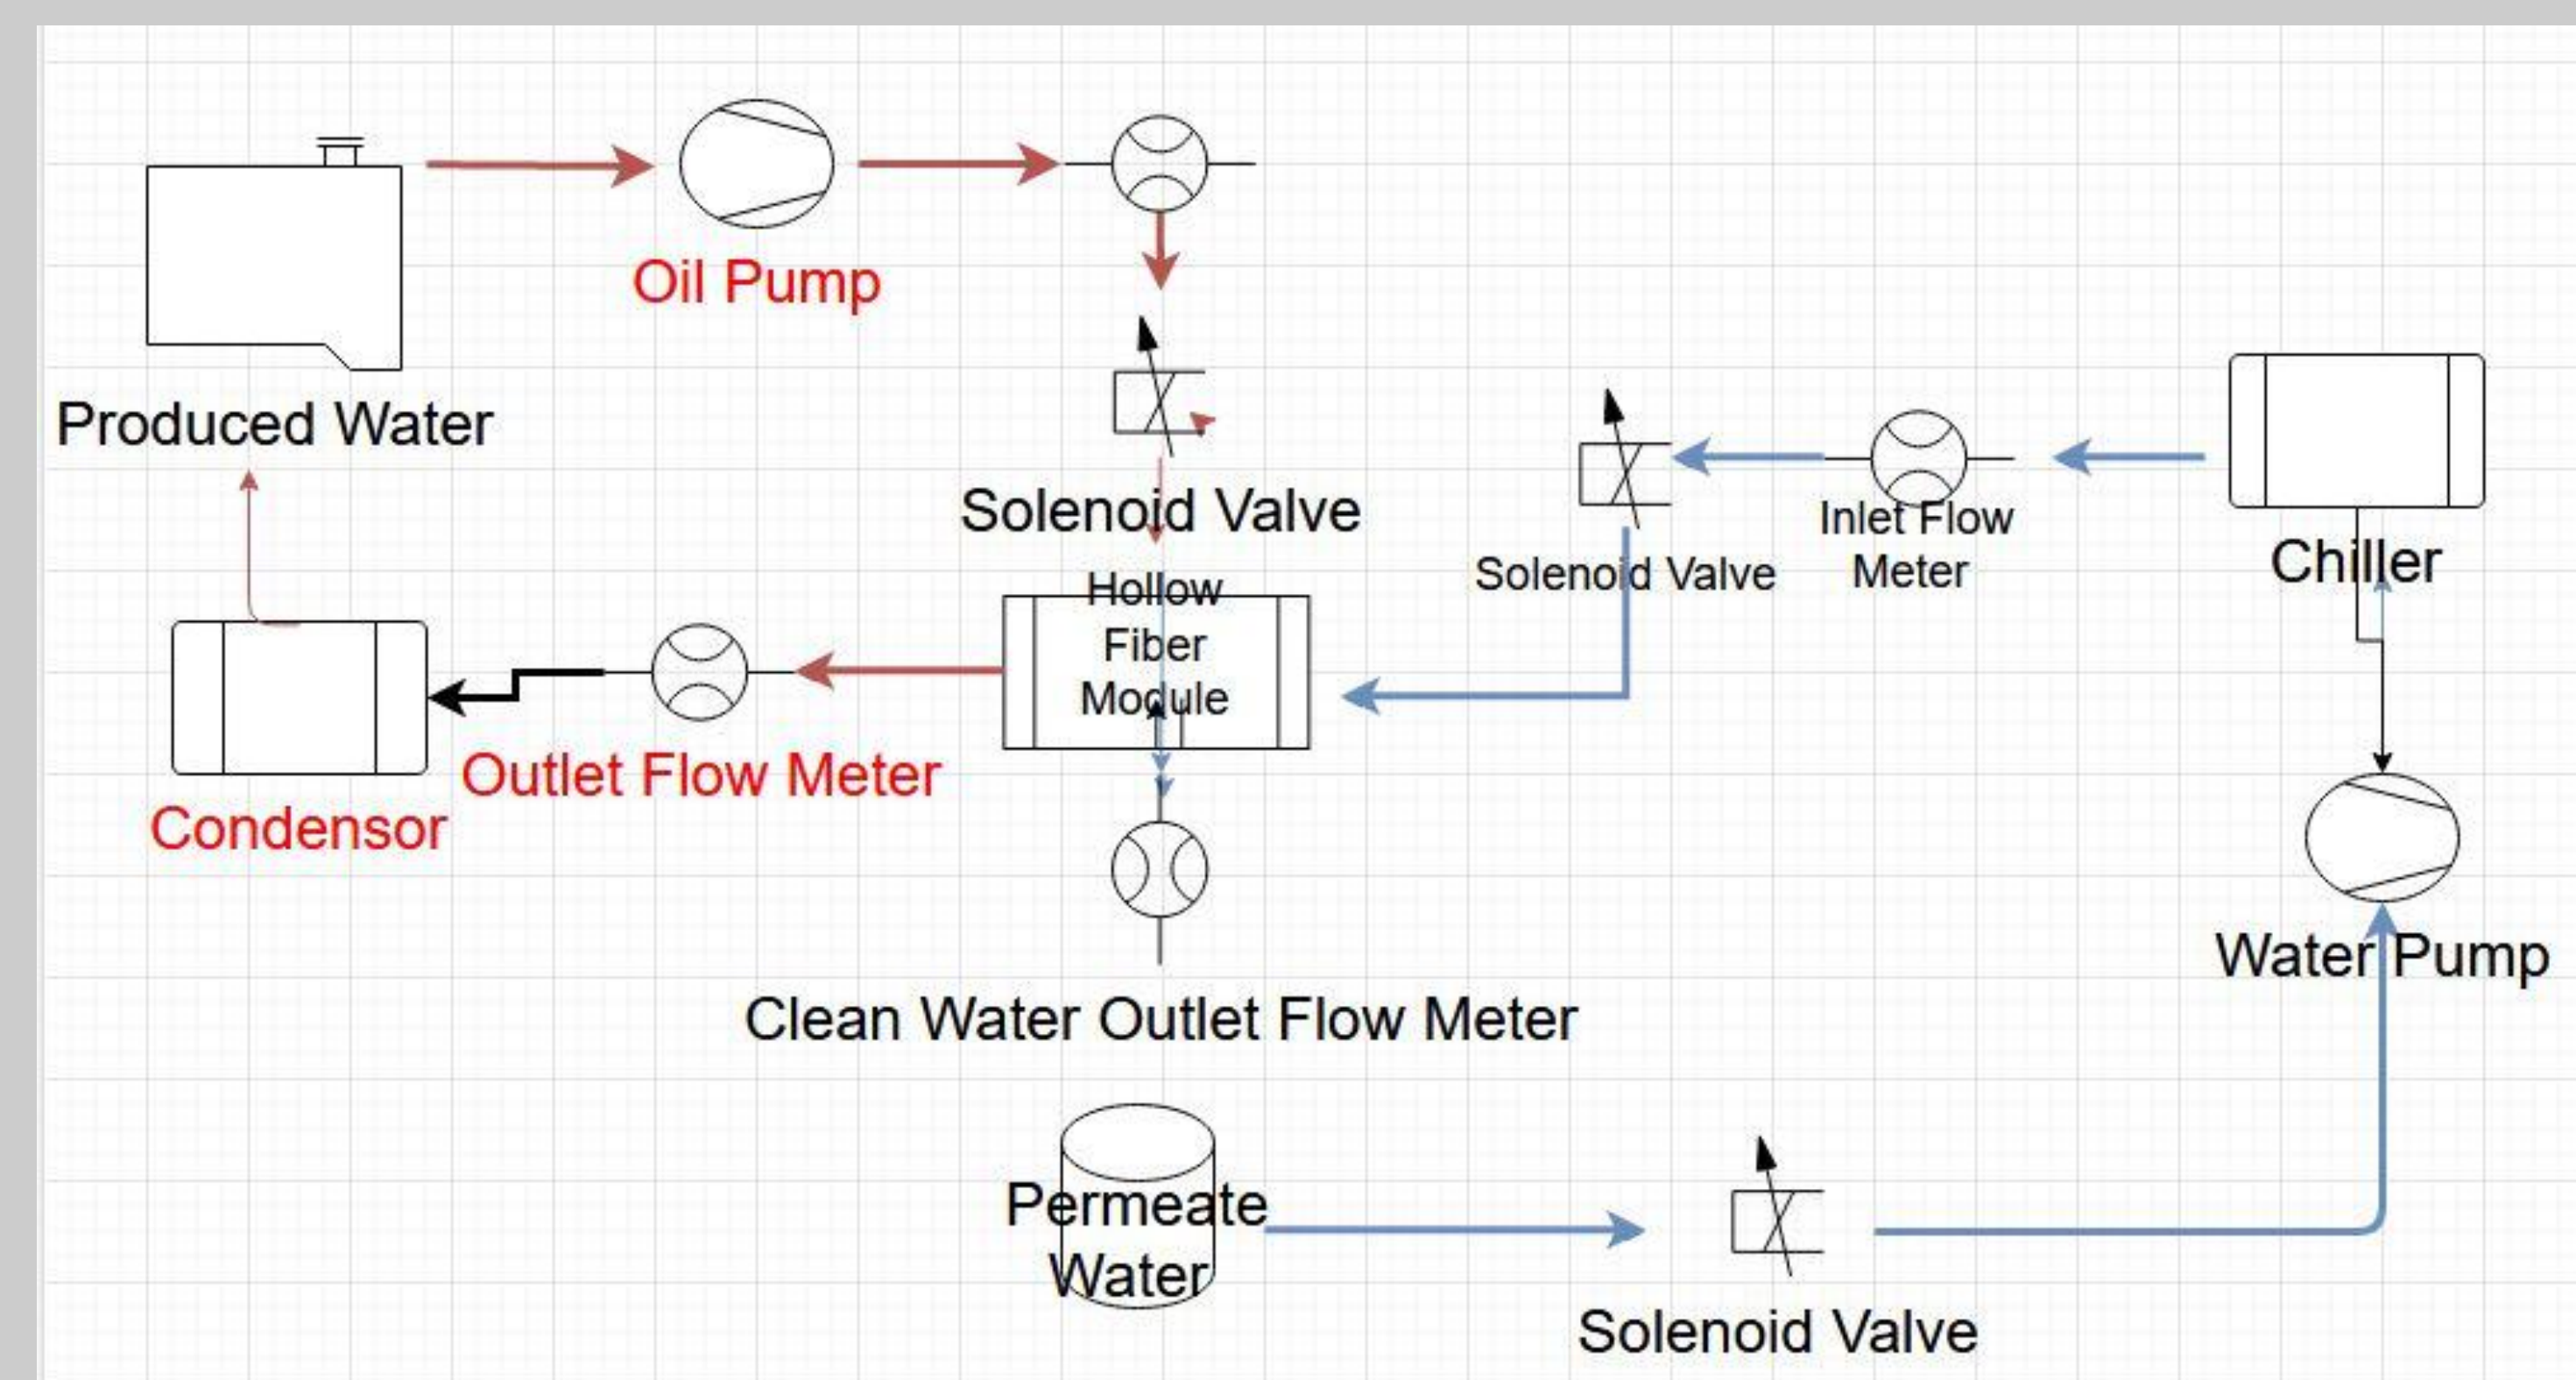 Oil Pump
Produced Water
Solenoid Valve
Solenoid Valve
Inlet Flow
Meter
Chiller
Hollow
Fiber
Module
Outlet Flow Meter
Condensor
Water Pump
Clean Water Outlet Flow Meter
Permeate
Water
Solenoid Valve